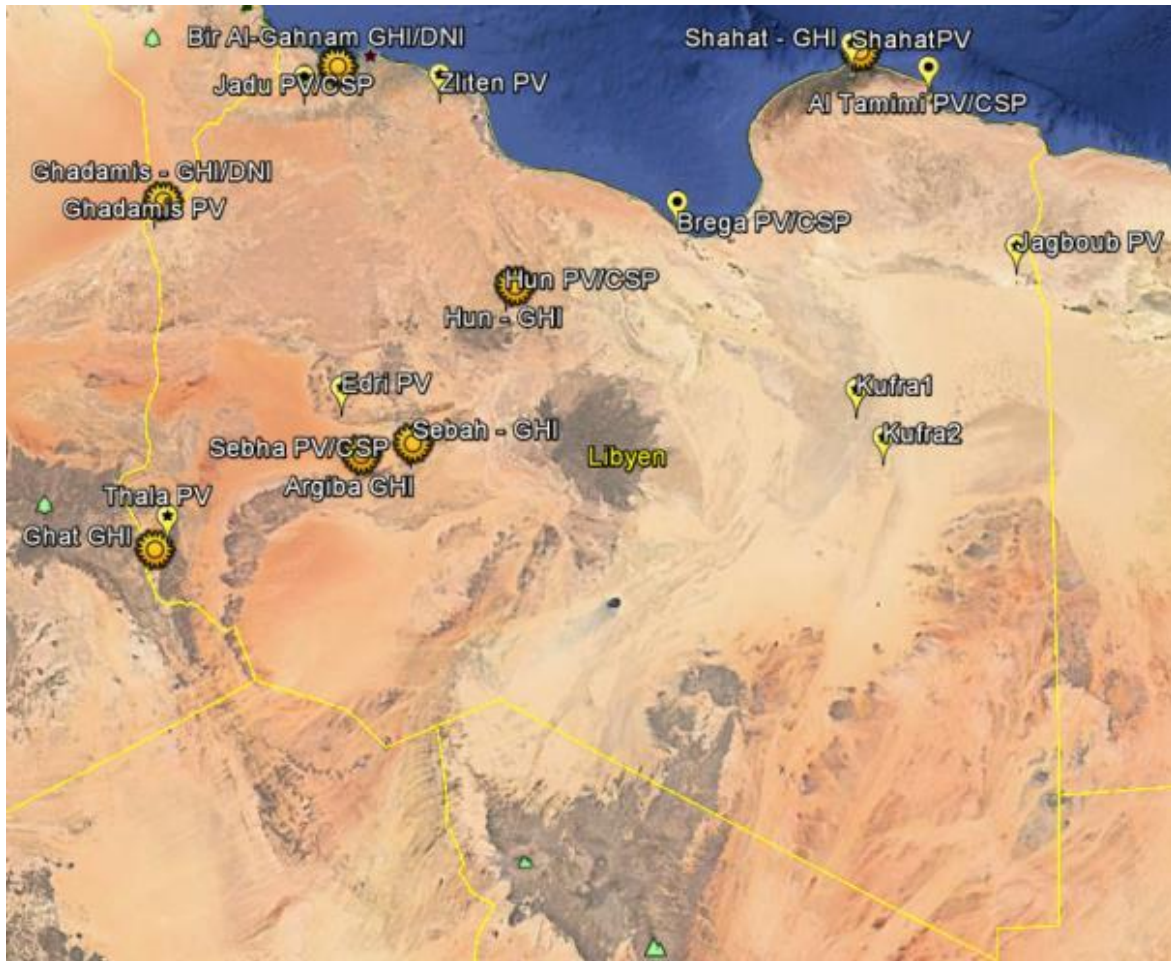 Bir Al-Gahnam GHI/DNI
Shahat - GHI
ShahatPV
Jadu PV/CSP
Zliten PV
Al Tamimi PV/CSP
Ghadamis - GHI/DNI
Ghadamis PV
Brega PV/CSP
Jagboub PV
Hun PV/CSP
Hun - GHI
Edri PV
Kufra1
Sebah - GHI
Kufra2
Sebha PV/CSP
Libyen
Argiba GHI
Thala PV
Ghat GHI